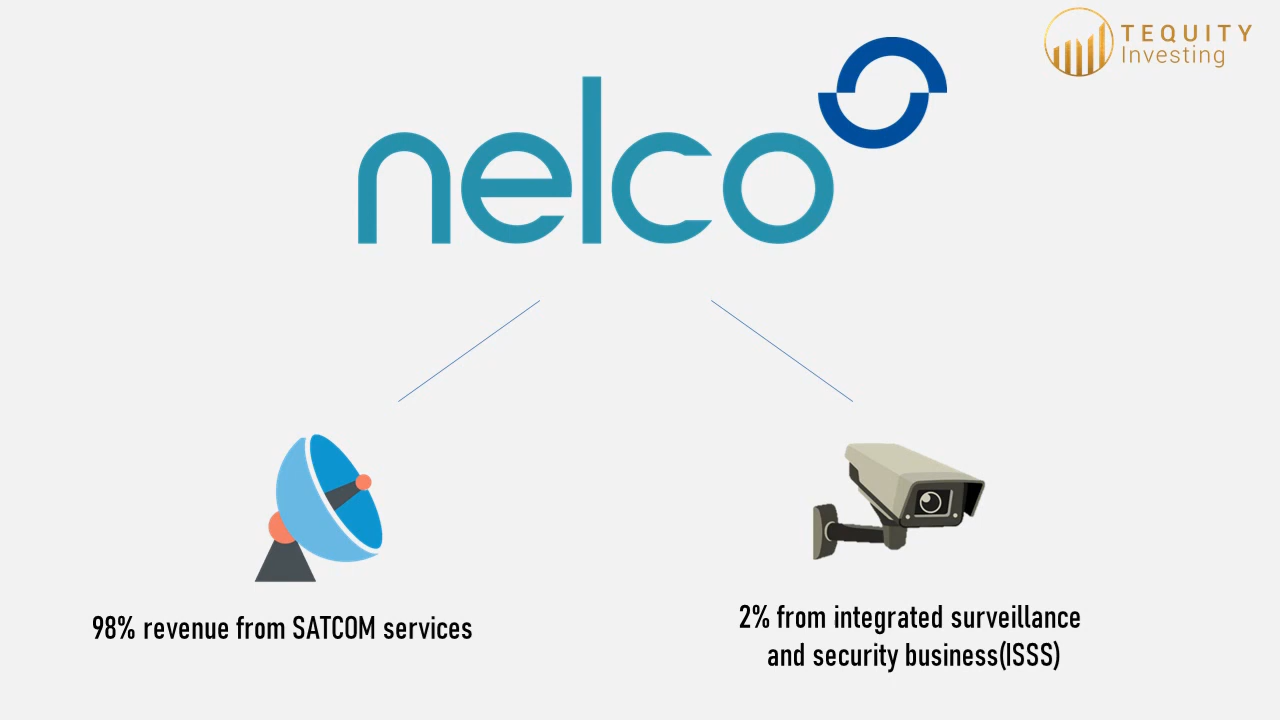 TEQUITY
Investing
nelco
98% revenue from SATCOM services
2% from integrated surveillance
and security business(ISSS)